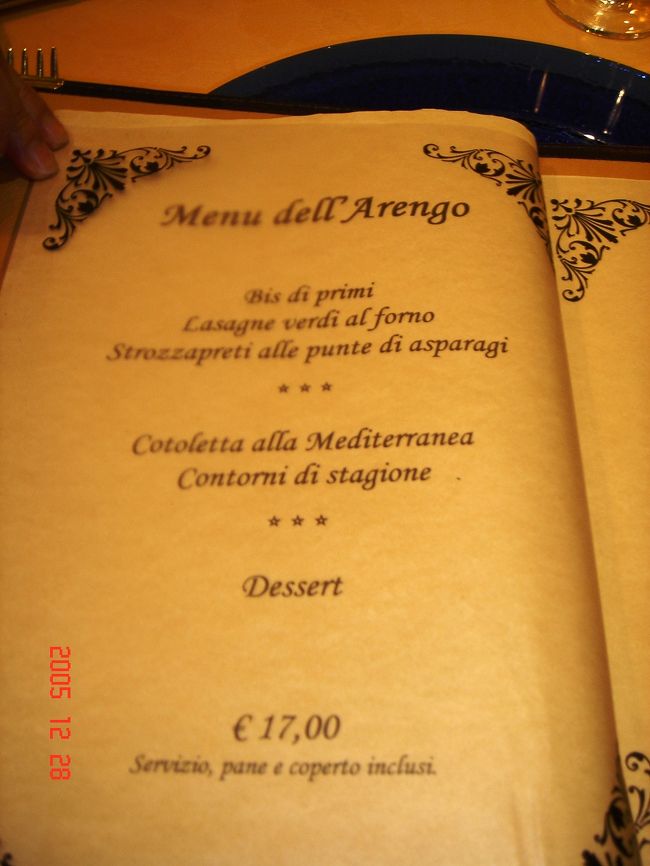 Menu dell'Arengo
Bis di primi
Lasagne verdi al forno
Strozzapreti alle punte di asparagi
* * *
Cotoletta alla Mediterranea
Contorni di stagione
* * *
Dessert
€ 17,00
Servizio, pane e coperto inclusi.
2005 12 28